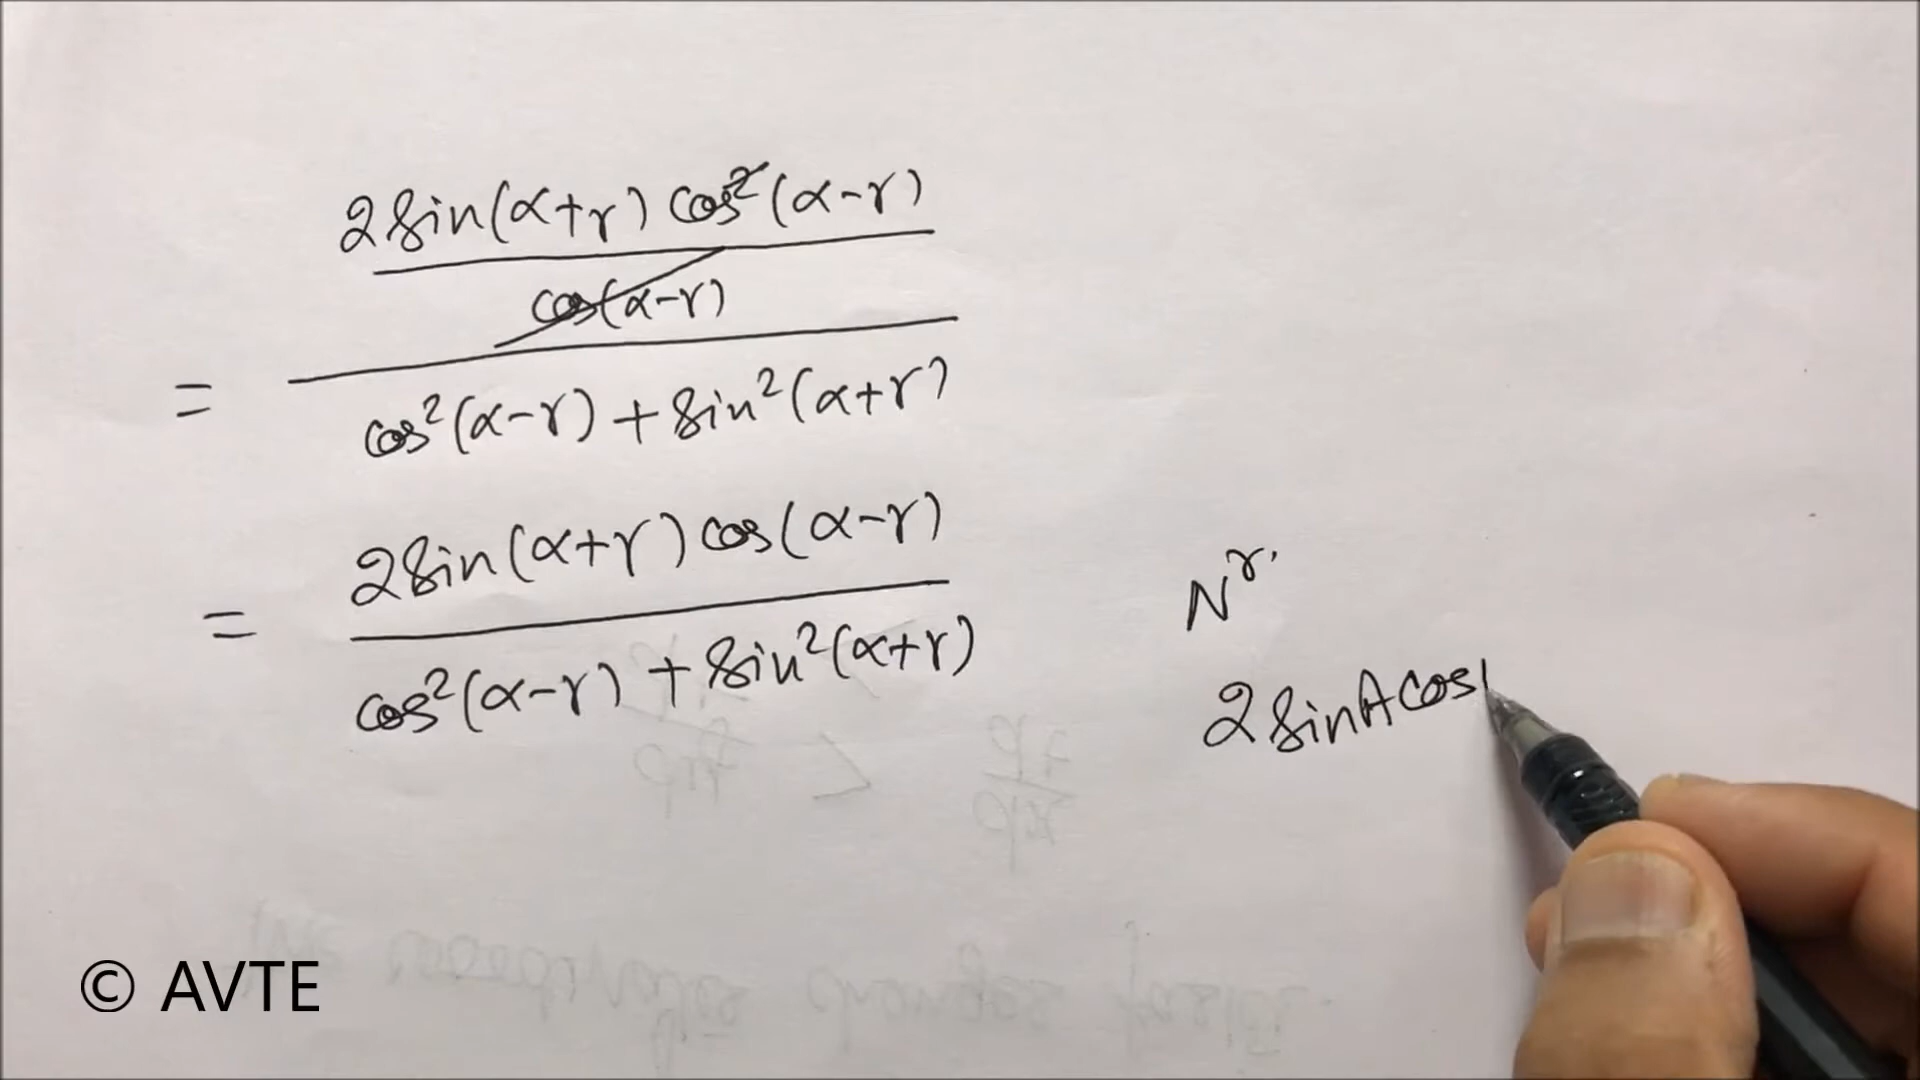 2sin(α+γ) cos²(α-γ)
cos(α-γ)
=
cos²(α-γ) + sin²(α+γ)
2sin(α+γ) cos(α-γ)
=
cos²(α-γ) + sin²(α+γ)
Nʳ.
2sinAcos
© AVTE